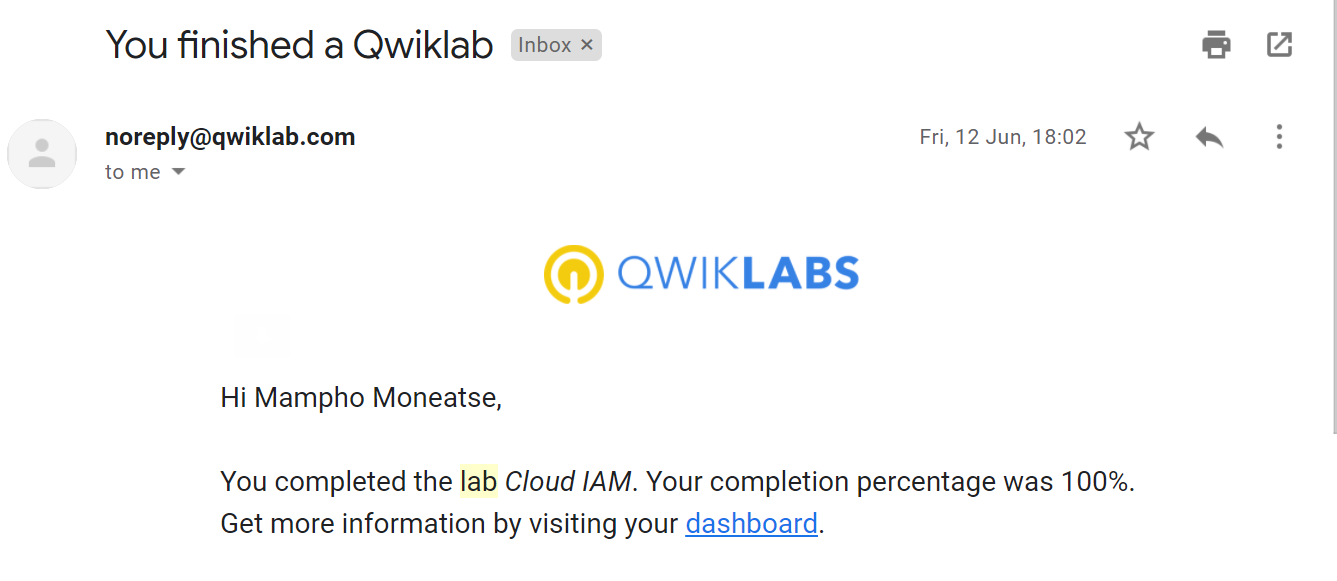 You finished a Qwiklab Inbox ×
noreply@qwiklab.com Fri, 12 Jun, 18:02
to me
QWIKLABS
Hi Mampho Moneatse,
You completed the lab Cloud IAM. Your completion percentage was 100%.
Get more information by visiting your dashboard.